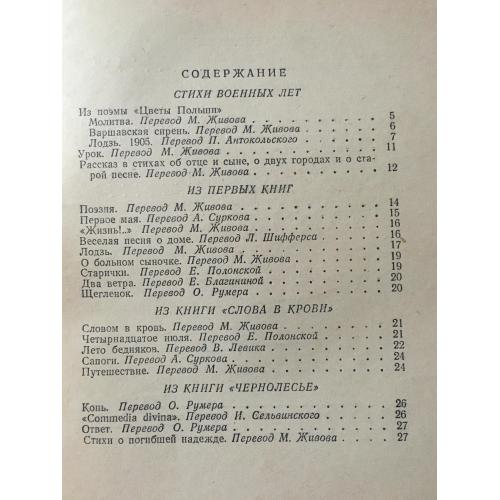 СОДЕРЖАНИЕ
СТИХИ ВОЕННЫХ ЛЕТ
Из поэмы «Цветы Польши»
Молитва. Перевод М. Живова . . . . . . . . . . 5
Варшавская сирень. Перевод М. Живова . . . . . . 6
Лодзь. 1905. Перевод П. Антокольского . . . . . . 7
Урок. Перевод М. Живова . . . . . . . . . . . 11
Рассказ в стихах об отце и сыне, о двух городах и о ста-
рой песне. Перевод М. Живова . . . . . . . . 12
ИЗ ПЕРВЫХ КНИГ
Поэзия. Перевод М. Живова . . . . . . . . . . 14
Первое мая. Перевод А. Суркова . . . . . . . . . 15
«Жизнь!..» Перевод М. Живова . . . . . . . . . 16
Веселая песня о доме. Перевод Л. Шифферса . . . . 16
Лодзь. Перевод М. Живова . . . . . . . . . . . 17
О больном сыночке. Перевод М. Живова . . . . . . 19
Старички. Перевод Е. Полонской . . . . . . . . . 19
Два ветра. Перевод Е. Благининой . . . . . . . . 20
Щегленок. Перевод О. Румера . . . . . . . . . . 20
ИЗ КНИГИ «СЛОВА В КРОВИ»
Словом в кровь. Перевод М. Живова . . . . . . . 21
Четырнадцатое июля. Перевод Е. Полонской . . . . 21
Лето бедняков. Перевод В. Левика . . . . . . . . 22
Сапоги. Перевод А. Суркова . . . . . . . . . . 24
Путешествие. Перевод М. Живова . . . . . . . . 24
ИЗ КНИГИ «ЧЕРНОЛЕСЬЕ»
Конь. Перевод О. Румера . . . . . . . . . . . 26
«Commedia divina». Перевод И. Сельвинского . . . . 26
Ответ. Перевод О. Румера . . . . . . . . . . . 27
Стихи о погибшей надежде. Перевод М. Живова . . . . 27